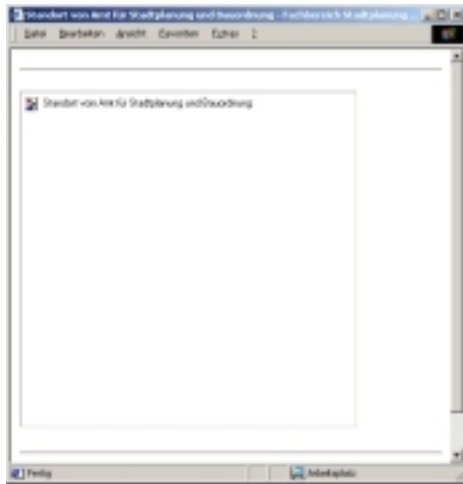 Standort von Amt für Stadtplanung und Bauordnung - Fachbereich Stadtplanung ...
Datei Bearbeiten Ansicht Favoriten Extras ?
Standort von Amt für Stadtplanung und Bauordnung
Fertig
Arbeitsplatz